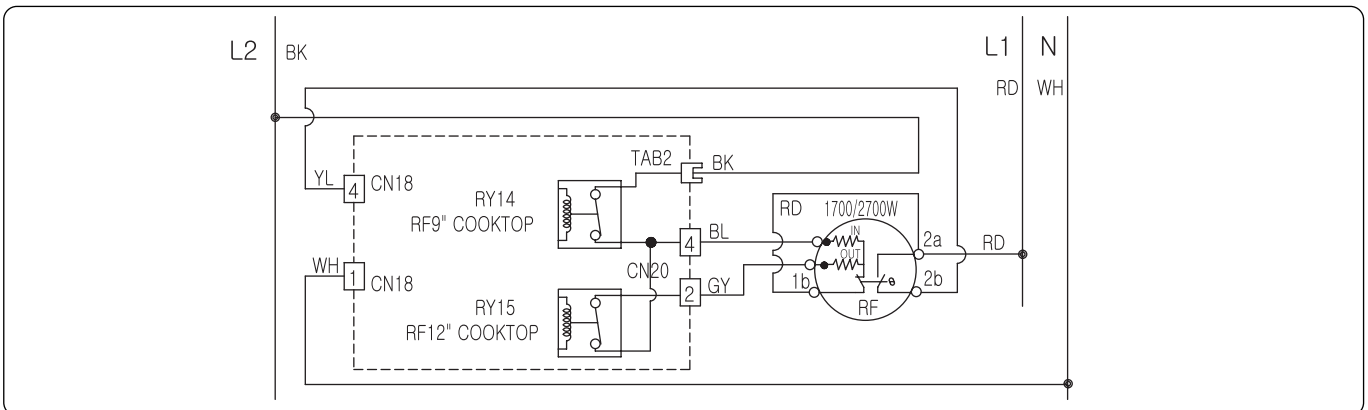 L2 BK L1 N
RD WH
TAB2 BK
YL 4 CN18
RY14
RF9" COOKTOP
RD 1700/2700W
IN
4 BL 2a RD
OUT
WH 1 CN18
CN20
2 GY 1b θ 2b
RY15
RF12" COOKTOP
RF